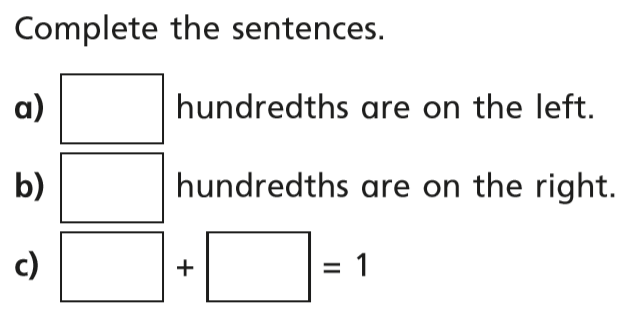 Complete the sentences.
a) hundredths are on the left.
b) hundredths are on the right.
c) + = 1